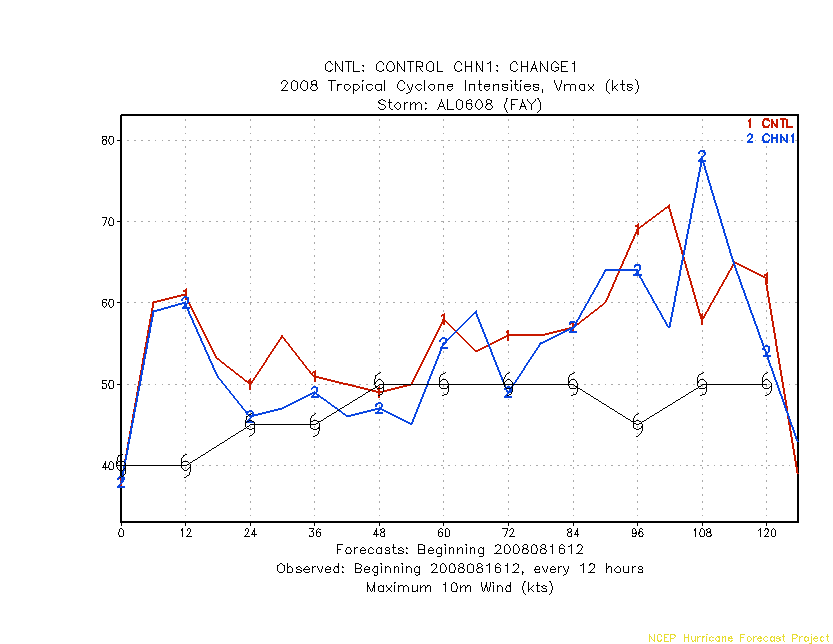 CNTL: CONTROL CHN1: CHANGE1
2008 Tropical Cyclone Intensities, Vmax (kts)
Storm: AL0608 (FAY)
1 CNTL
2 CHN1
80
70
60
50
40
0 12 24 36 48 60 72 84 96 108 120
Forecasts: Beginning 2008081612
Observed: Beginning 2008081612, every 12 hours
Maximum 10m Wind (kts)
NCEP Hurricane Forecast Project